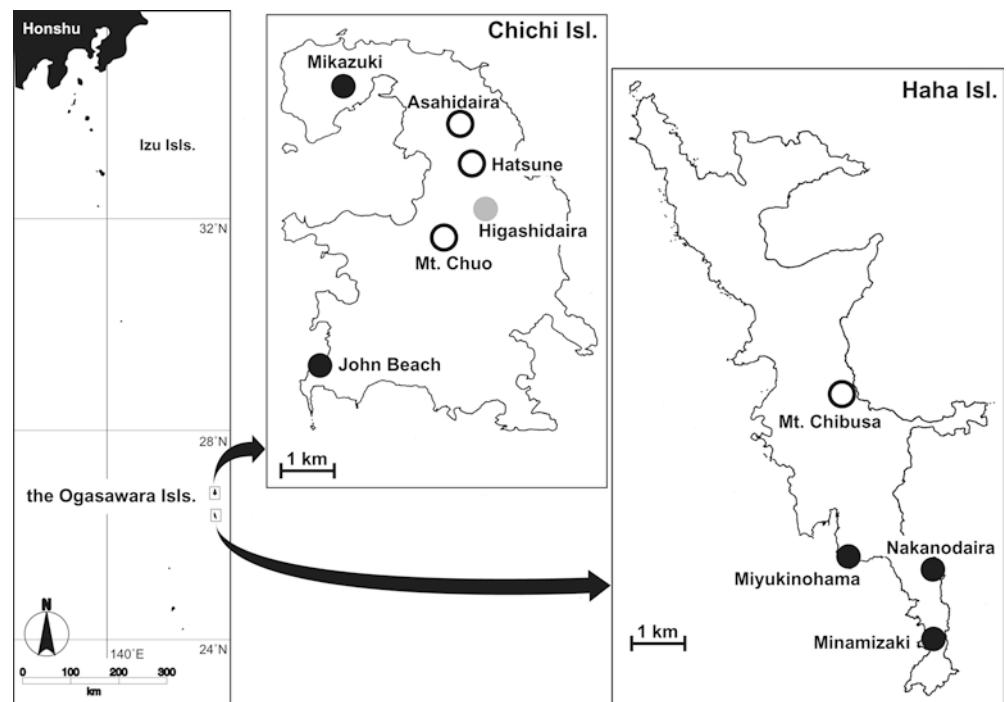 Honshu
Izu Isls.
32°N
28°N
the Ogasawara Isls.
N
24°N
140°E
0 100 200 300
km
Chichi Isl.
Mikazuki
Asahidaira
Hatsune
Higashidaira
Mt. Chuo
John Beach
1 km
Haha Isl.
Mt. Chibusa
Nakanodaira
Miyukinohama
1 km
Minamizaki